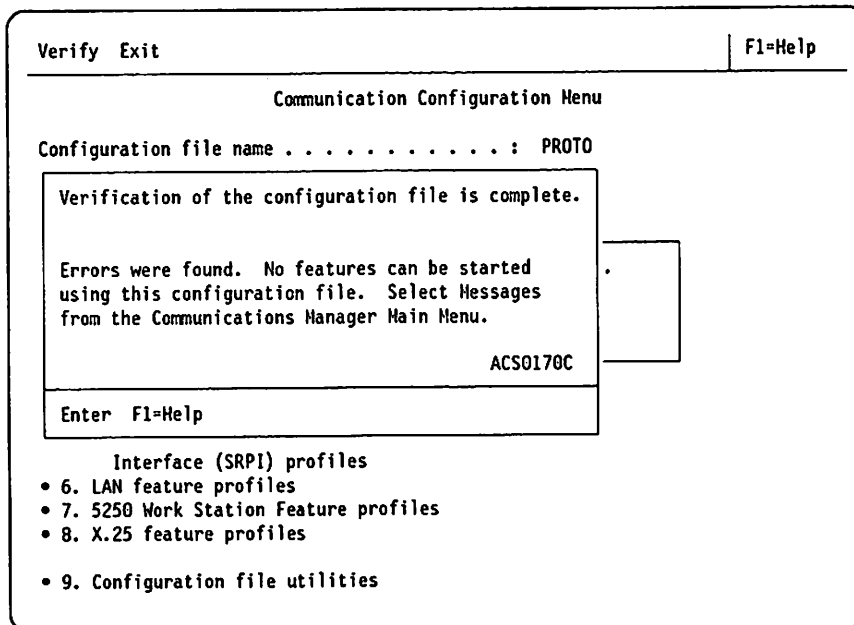 Verify Exit F1=Help
Communication Configuration Menu
Configuration file name . . . . . . . . . . . : PROTO
Verification of the configuration file is complete.
Errors were found. No features can be started
using this configuration file. Select Messages
from the Communications Manager Main Menu.
.
ACS0170C
Enter F1=Help
Interface (SRPI) profiles
• 6. LAN feature profiles
• 7. 5250 Work Station Feature profiles
• 8. X.25 feature profiles
• 9. Configuration file utilities